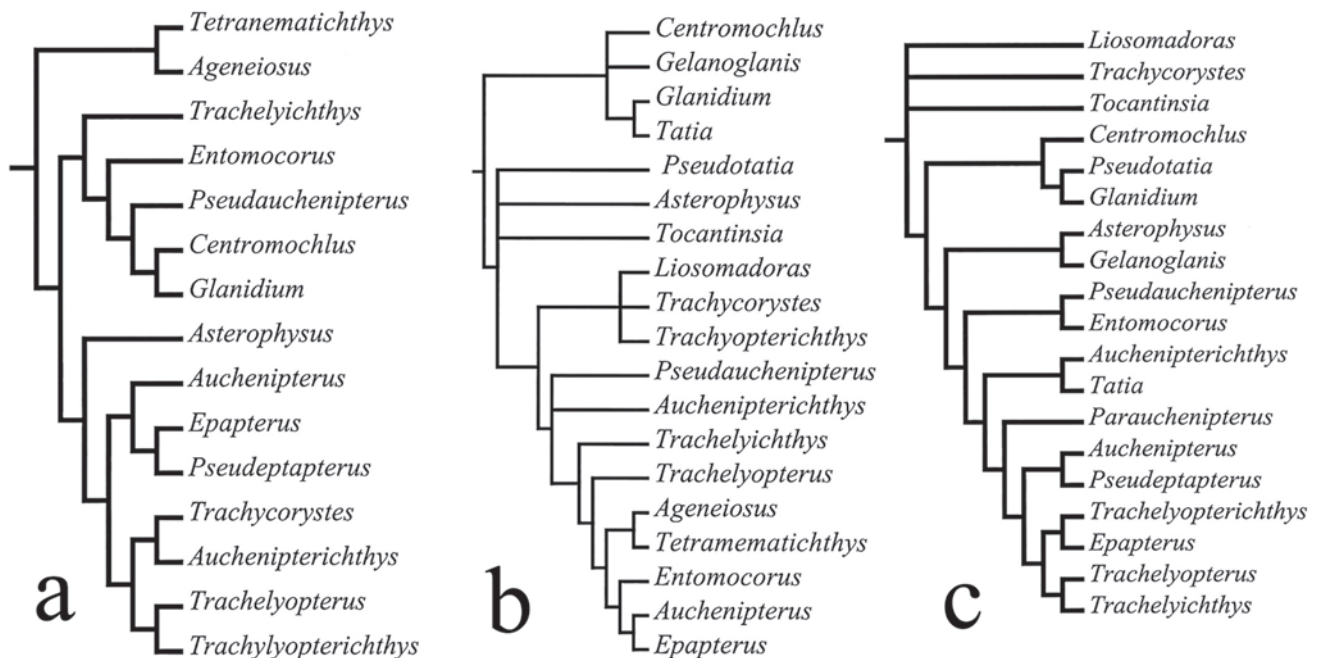 Tetranematichthys
Ageneiosus
Trachelyichthys
Entomocorus
Pseudauchenipterus
Centromochlus
Glanidium
Asterophysus
Auchenipterus
Epapterus
Pseudeptapterus
Trachycorystes
Auchenipterichthys
Trachelyopterus
Trachylyopterichthys
a
Centromochlus
Gelanoglanis
Glanidium
Tatia
Pseudotatia
Asterophysus
Tocantinsia
Liosomadoras
Trachycorystes
Trachyopterichthys
Pseudauchenipterus
Auchenipterichthys
Trachelyichthys
Trachelyopterus
Ageneiosus
Tetramematichthys
Entomocorus
Auchenipterus
Epapterus
b
Liosomadoras
Trachycorystes
Tocantinsia
Centromochlus
Pseudotatia
Glanidium
Asterophysus
Gelanoglanis
Pseudauchenipterus
Entomocorus
Auchenipterichthys
Tatia
Parauchenipterus
Auchenipterus
Pseudeptapterus
Trachelyopterichthys
Epapterus
Trachelyopterus
Trachelyichthys
c